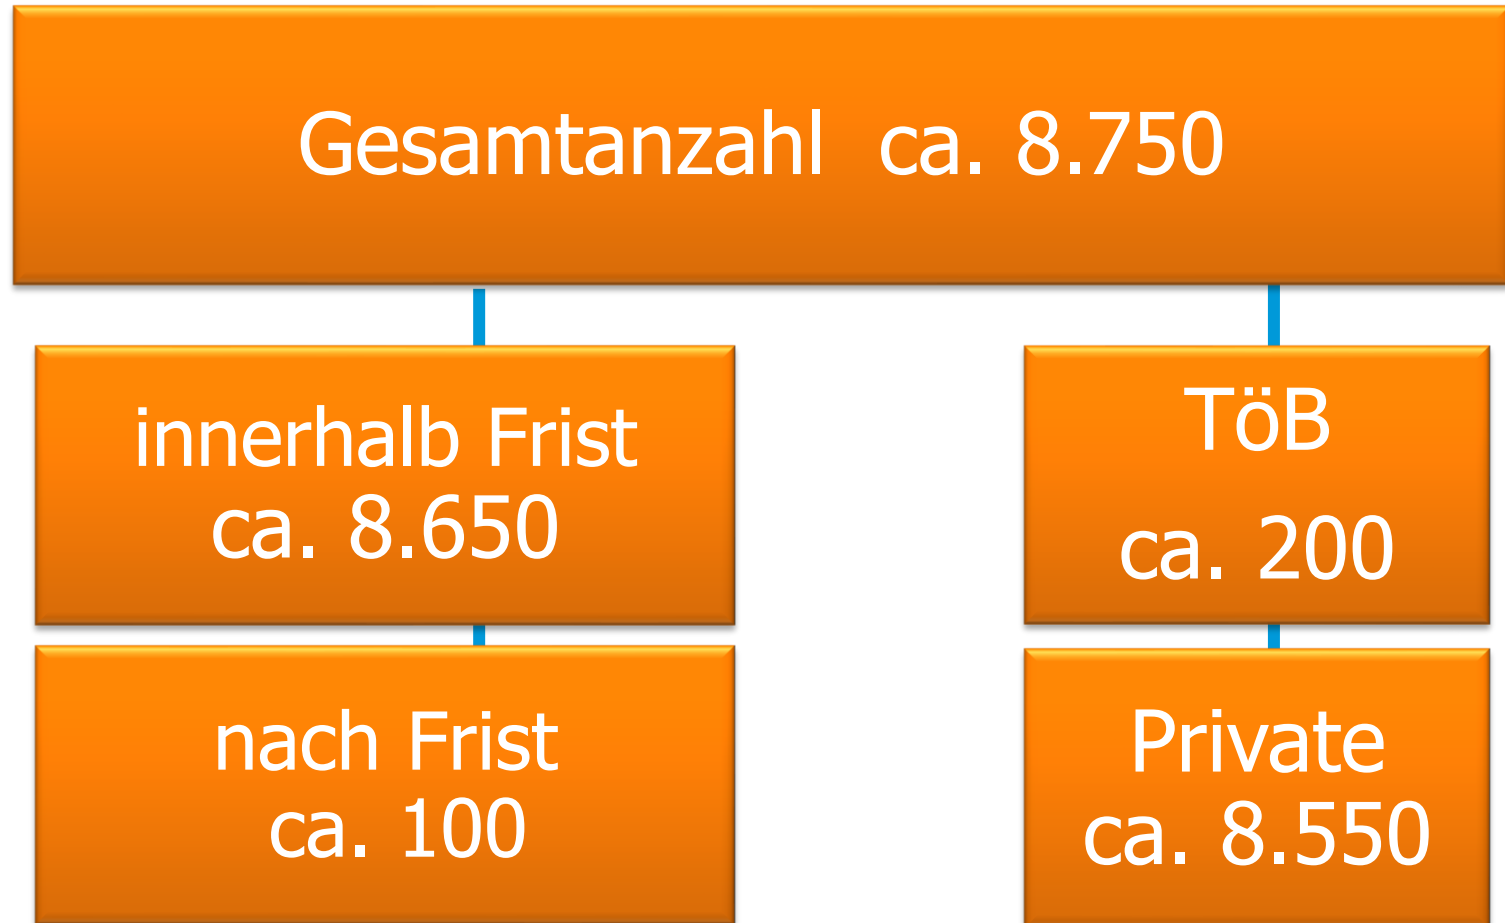 Gesamtanzahl ca. 8.750
innerhalb Frist
ca. 8.650
nach Frist
ca. 100
TöB
ca. 200
Private
ca. 8.550